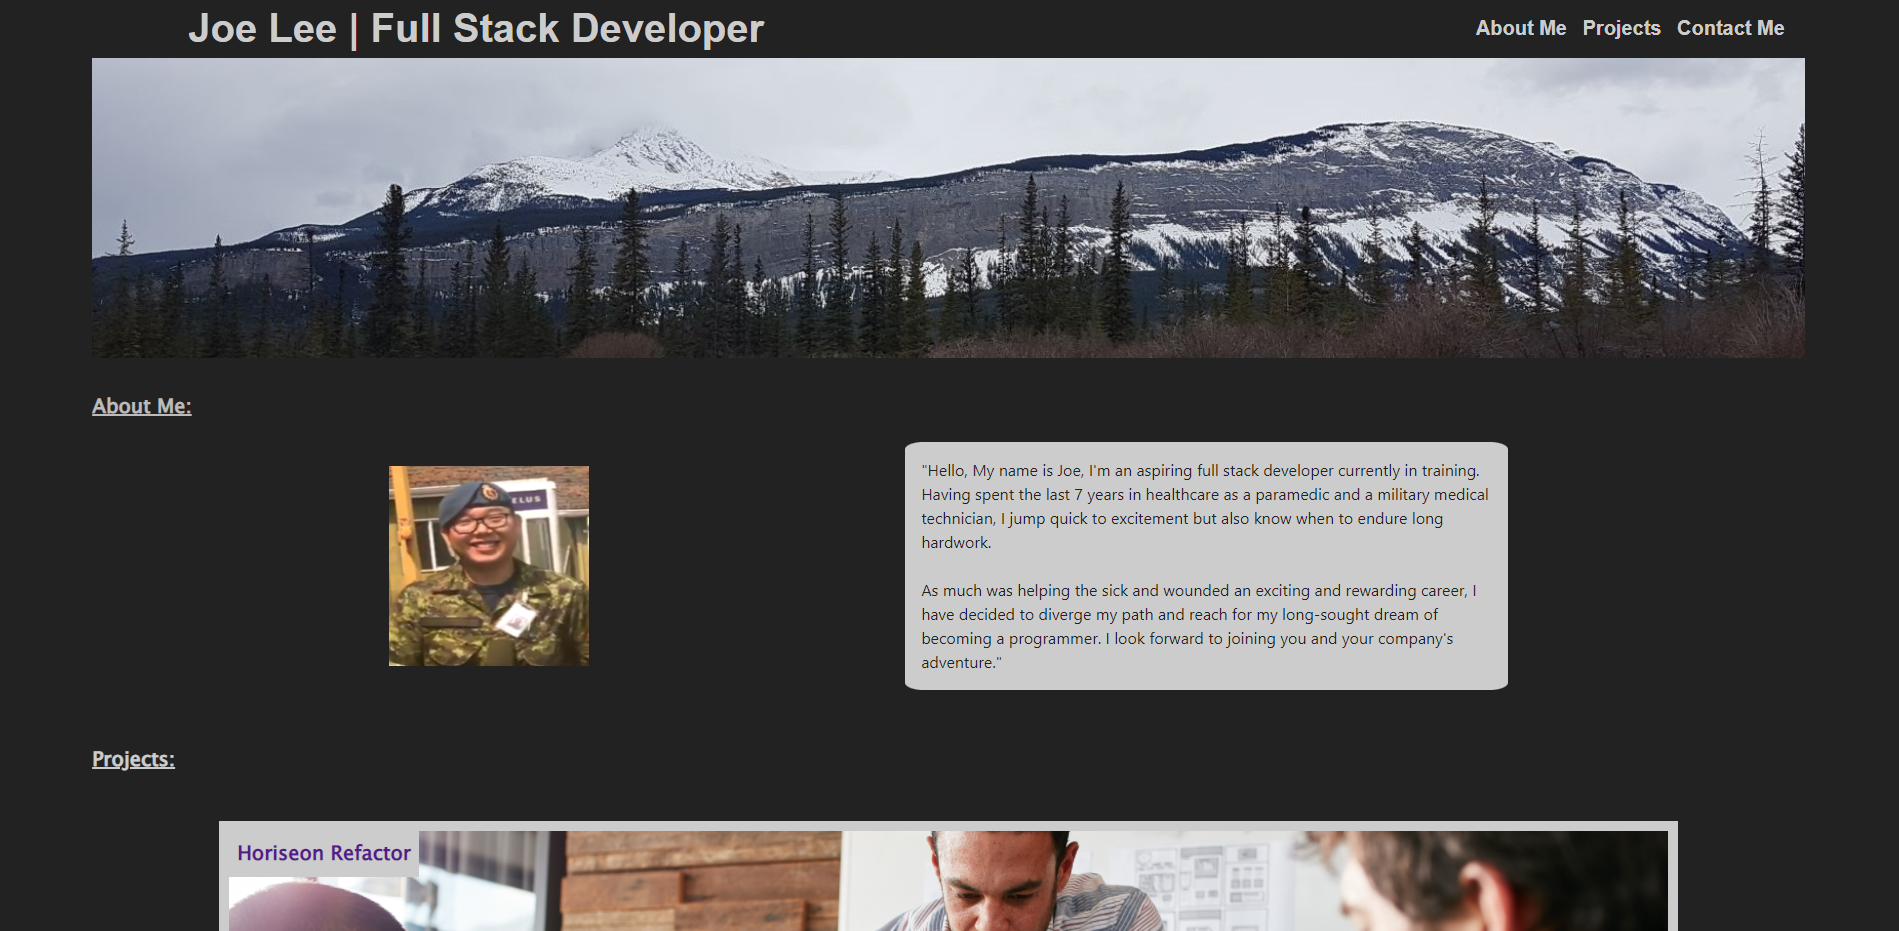 Joe Lee | Full Stack Developer
About Me Projects Contact Me
About Me:
ELUS
"Hello, My name is Joe, I'm an aspiring full stack developer currently in training.
Having spent the last 7 years in healthcare as a paramedic and a military medical
technician, I jump quick to excitement but also know when to endure long
hardwork.
As much was helping the sick and wounded an exciting and rewarding career, I
have decided to diverge my path and reach for my long-sought dream of
becoming a programmer. I look forward to joining you and your company's
adventure."
Projects:
Horiseon Refactor